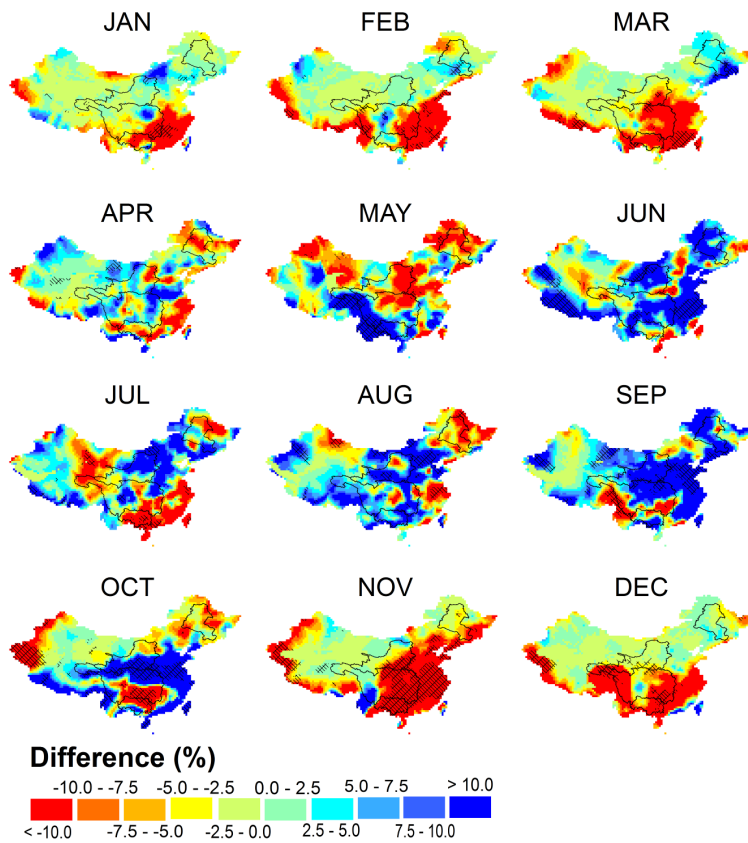 JAN FEB MAR
APR MAY JUN
JUL AUG SEP
OCT NOV DEC
Difference (%)
-10.0 - -7.5 -5.0 - -2.5 0.0 - 2.5 5.0 - 7.5 > 10.0
< -10.0 -7.5 - -5.0 -2.5 - 0.0 2.5 - 5.0 7.5 - 10.0